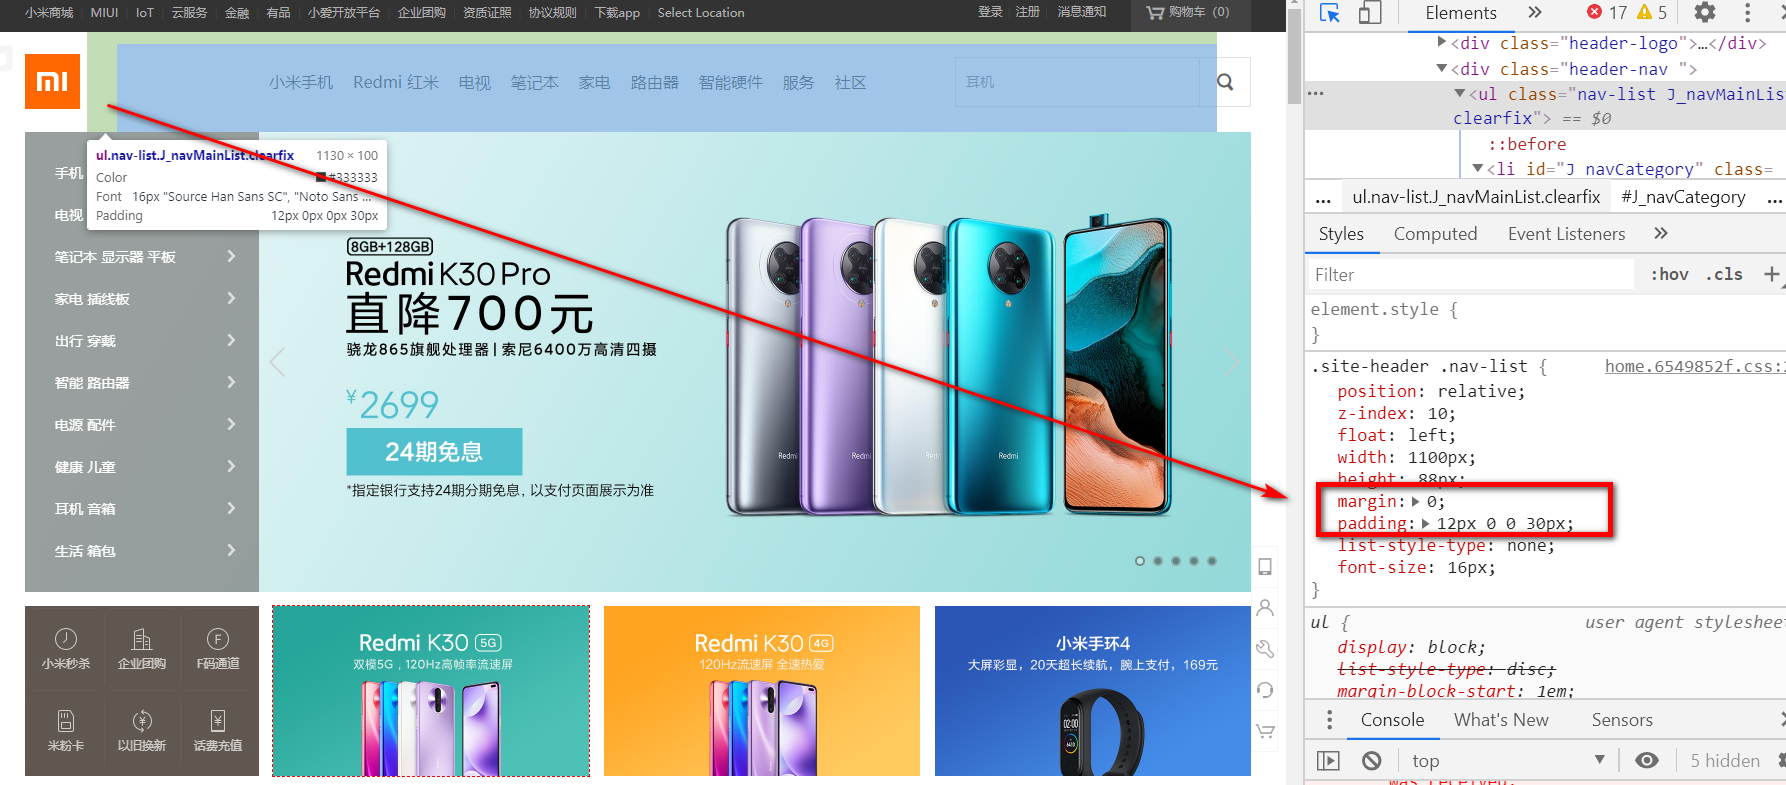 小米商城 | MIUI | IoT | 云服务 | 金融 | 有品 | 小爱开放平台 | 企业团购 | 资质证照 | 协议规则 | 下载app | Select Location
登录 | 注册 | 消息通知
购物车 (0)
小米手机 Redmi 红米 电视 笔记本 家电 路由器 智能硬件 服务 社区
耳机
ul.nav-list.J_navMainList.clearfix 1130 × 100
Color #333333
Font 16px "Source Han Sans SC", "Noto Sans ...
Padding 12px 0px 0px 30px
手机
电视
笔记本 显示器 平板
家电 插线板
出行 穿戴
智能 路由器
电源 配件
健康 儿童
耳机 音箱
生活 箱包
8GB+128GB
Redmi K30 Pro
直降700元
骁龙865旗舰处理器 | 索尼6400万高清四摄
¥2699
24期免息
*指定银行支持24期分期免息，以支付页面展示为准
Redmi
Redmi
Redmi
Redmi
小米秒杀 企业团购 F码通道
米粉卡 以旧换新 话费充值
Redmi K30 5G
双模5G，120Hz高帧率流速屏
Redmi K30 4G
120Hz流速屏 全速热爱
小米手环4
大屏彩显，20天超长续航，腕上支付，169元
Elements 17 5
<div class="header-logo">…</div>
<div class="header-nav ">
<ul class="nav-list J_navMainLis
clearfix"> == $0
::before
<li id="J_navCategory" class=
... ul.nav-list.J_navMainList.clearfix #J_navCategory ...
Styles Computed Event Listeners
Filter :hov .cls +
element.style {
}
.site-header .nav-list { home.6549852f.css:2
position: relative;
z-index: 10;
float: left;
width: 1100px;
height: 88px;
margin: 0;
padding: 12px 0 0 30px;
list-style-type: none;
font-size: 16px;
}
ul { user agent stylesheet
display: block;
list-style-type: disc;
margin-block-start: 1em;
Console What's New Sensors
top 5 hidden
was received.